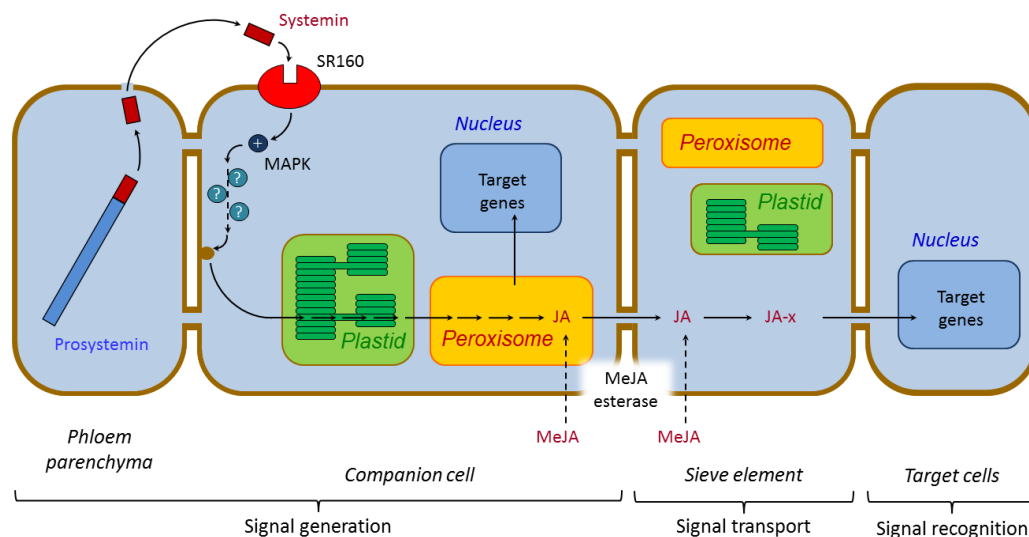 Systemin
SR160
Nucleus
Peroxisome
+
MAPK
Target
genes
?
?
?
Plastid
Nucleus
Target
genes
JA
JA
JA-x
Prosystemin
Plastid
Peroxisome
MeJA
esterase
MeJA
MeJA
Phloem
parenchyma
Companion cell
Sieve element
Target cells
Signal generation
Signal transport
Signal recognition